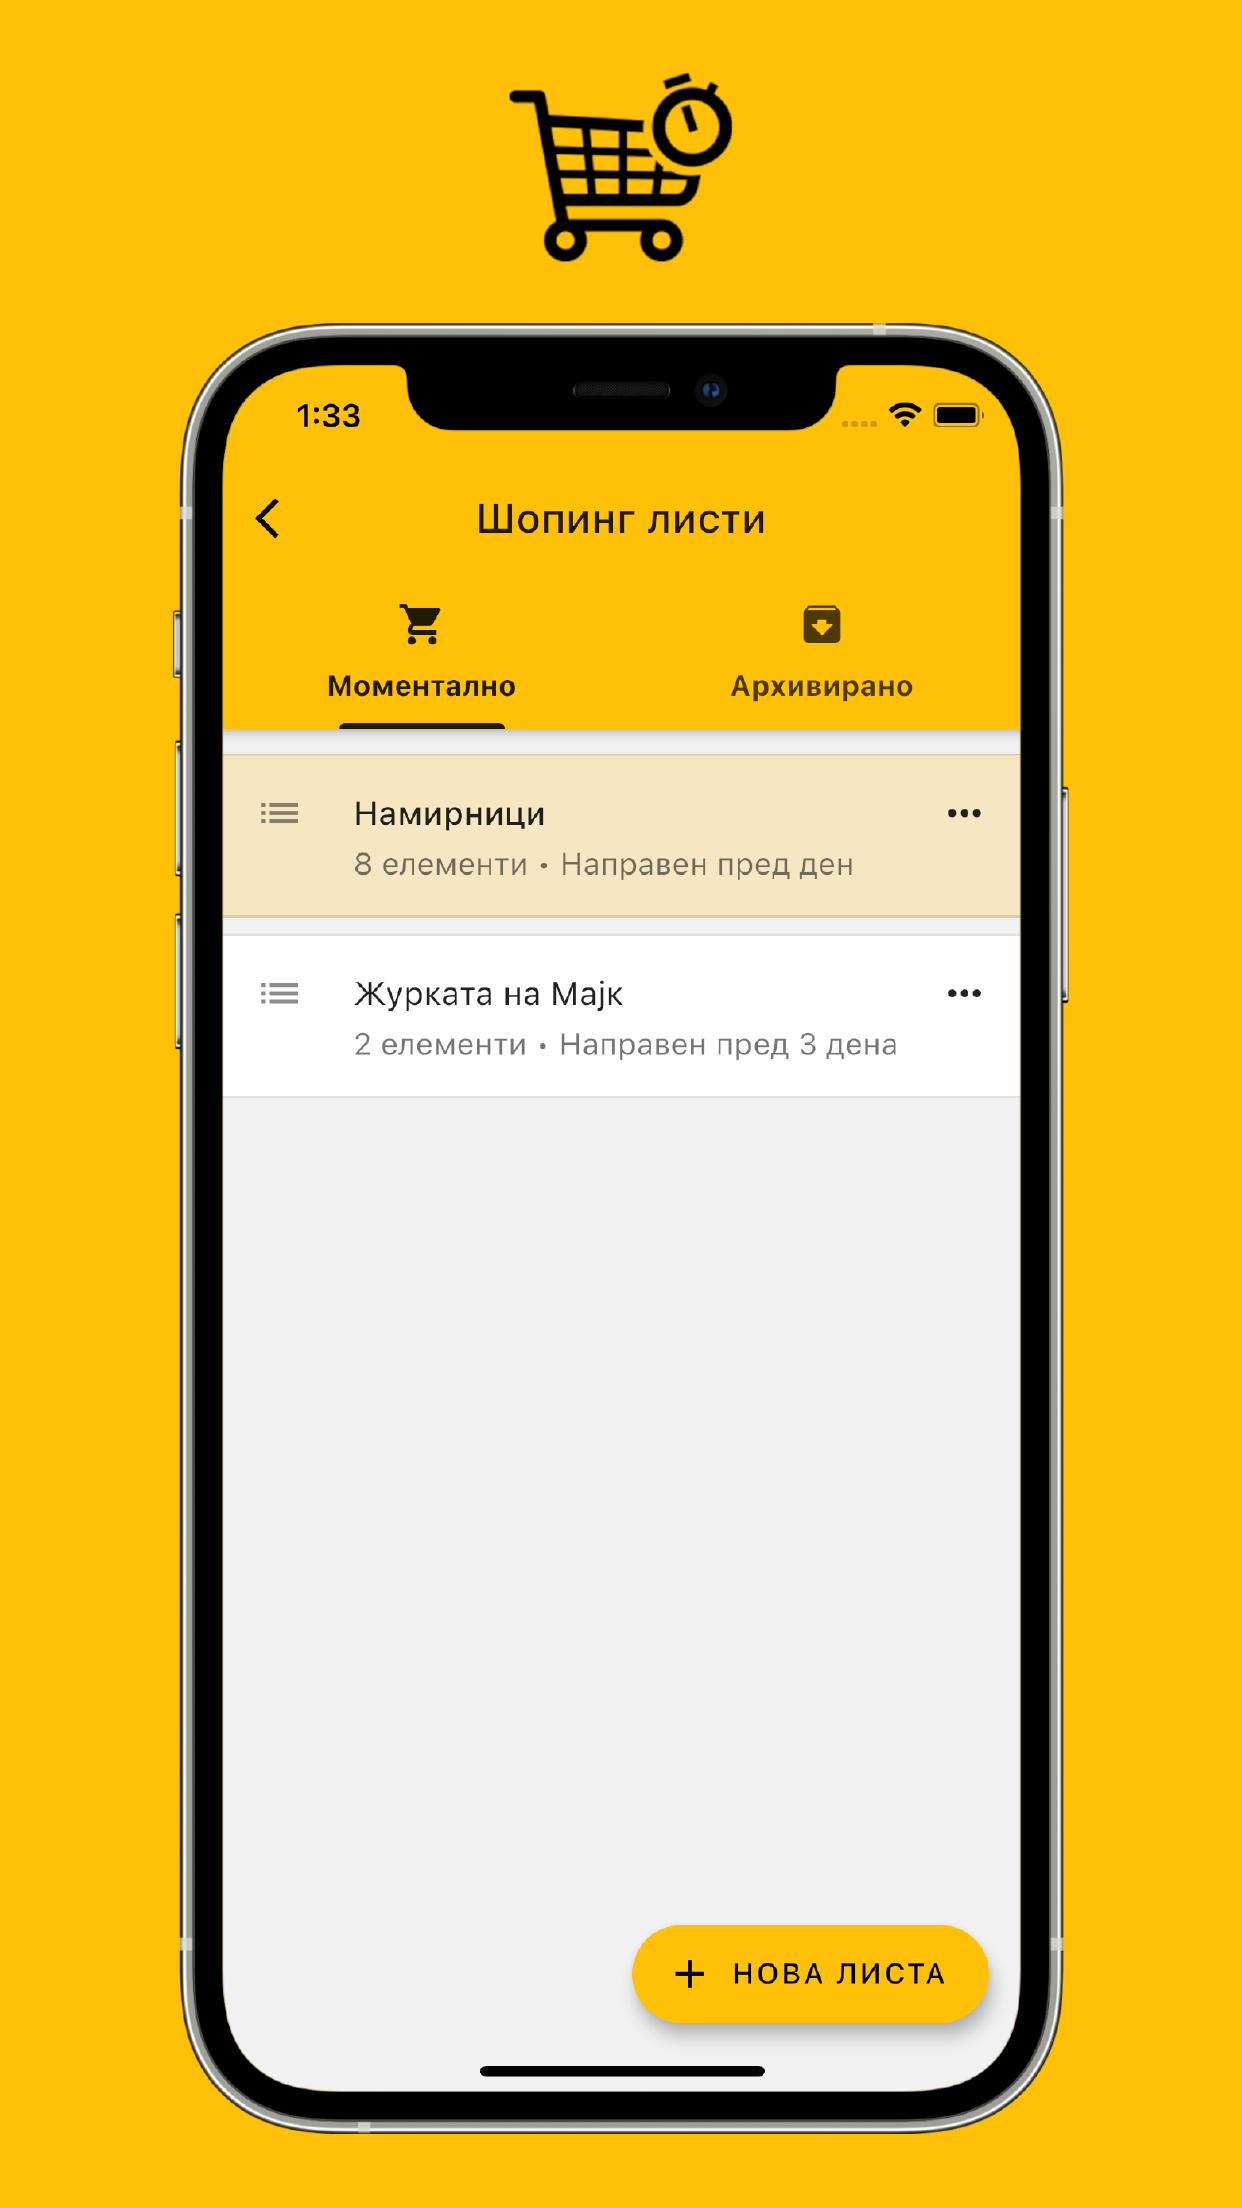 1:33
Шопинг листи
Моментално
Архивирано
Намирници
8 елементи • Направен пред ден
Журката на Мајк
2 елементи • Направен пред 3 дена
+ НОВА ЛИСТА